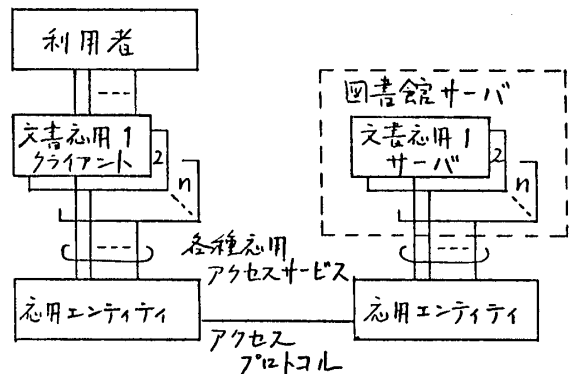 利用者
図書館サーバ
文書応用1
クライアント
2
n
文書応用1
サーバ
2
n
各種応用
アクセスサービス
応用エンティティ
応用エンティティ
アクセス
プロトコル